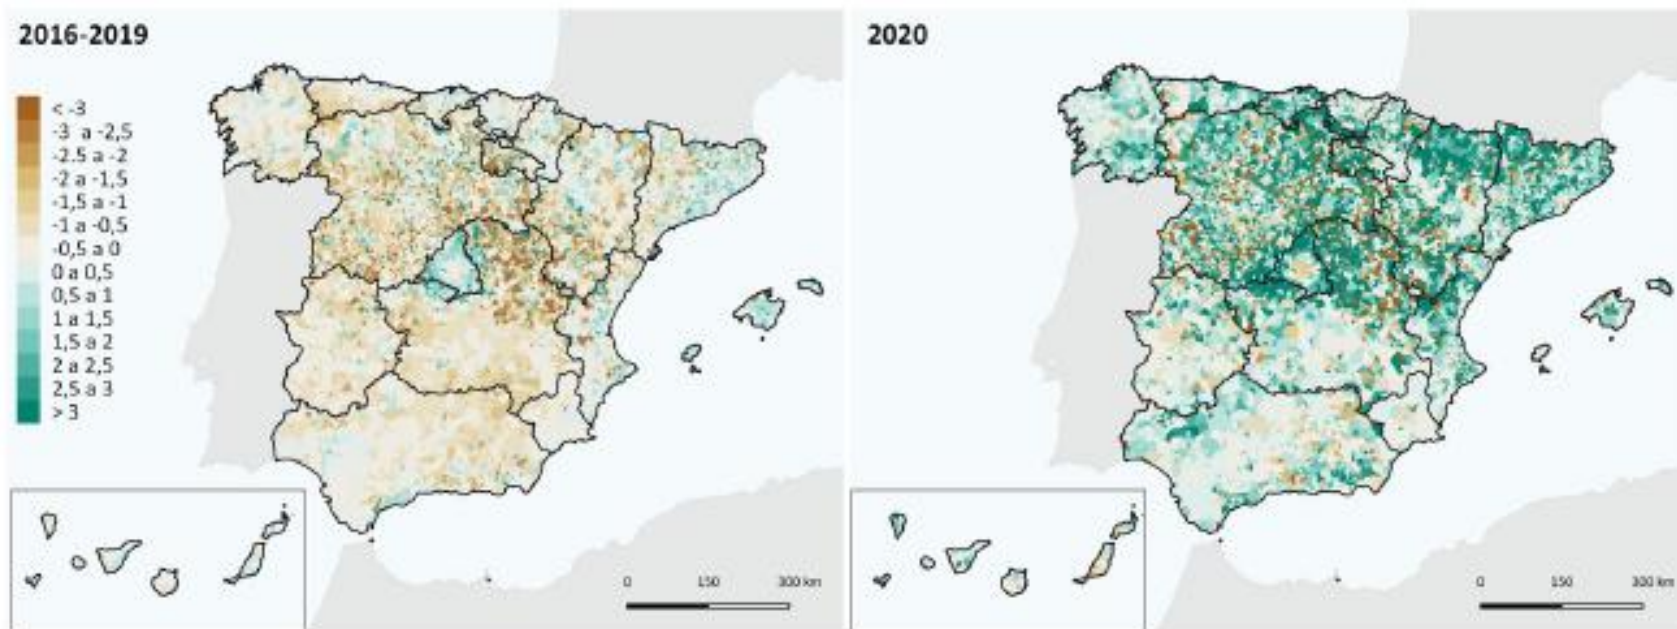 2016-2019
< -3
-3 a -2,5
-2.5 a -2
-2 a -1,5
-1,5 a -1
-1 a -0,5
-0,5 a 0
0 a 0,5
0,5 a 1
1 a 1,5
1,5 a 2
2 a 2,5
2,5 a 3
> 3
0 150 300 km
2020
0 150 300 km